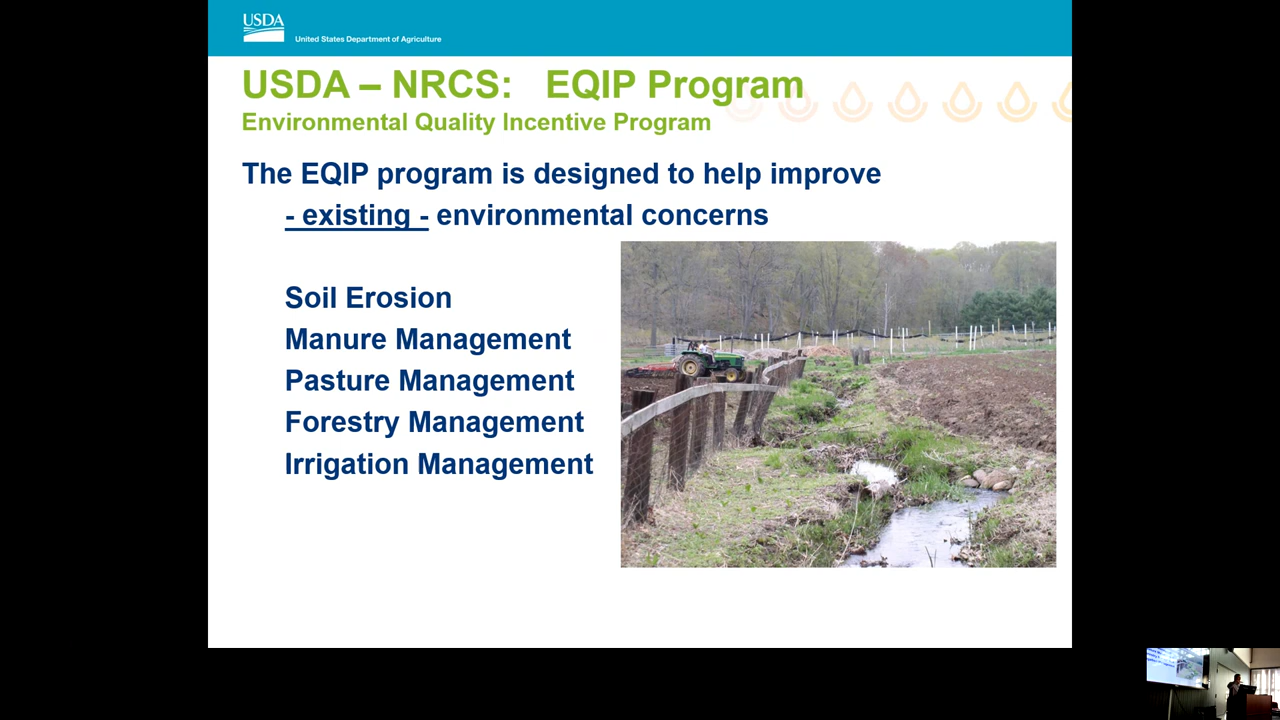 USDA
United States Department of Agriculture
USDA – NRCS: EQIP Program
Environmental Quality Incentive Program
The EQIP program is designed to help improve
- existing - environmental concerns
Soil Erosion
Manure Management
Pasture Management
Forestry Management
Irrigation Management